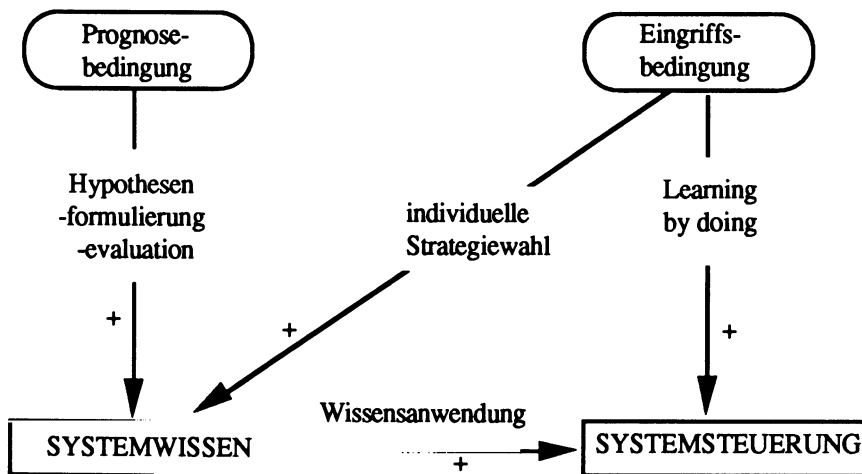 Prognose-
bedingung
Eingriffs-
bedingung
Hypothesen
-formulierung
-evaluation
individuelle
Strategiewahl
Learning
by doing
+
+
+
Wissensanwendung
+
SYSTEMWISSEN
SYSTEMSTEUERUNG